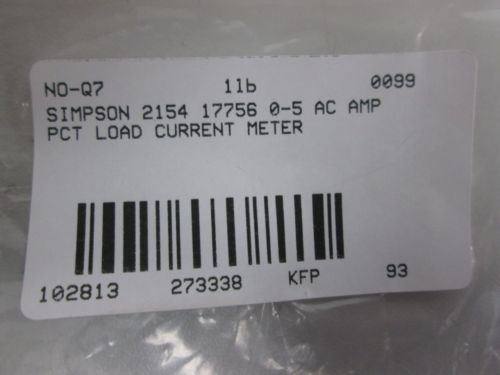 NO-Q7 1lb 0099
SIMPSON 2154 17756 0-5 AC AMP
PCT LOAD CURRENT METER
102813 273338 KFP 93